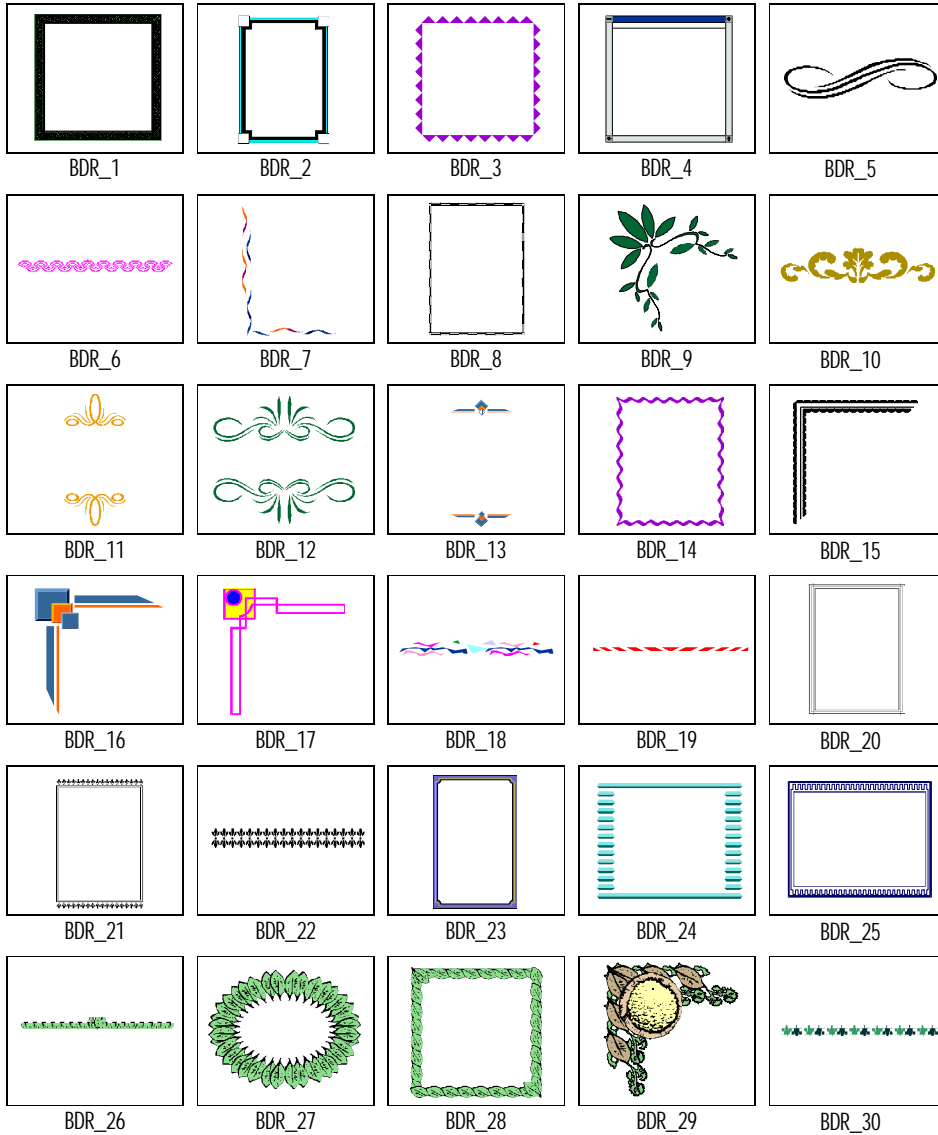 BDR_1 BDR_2 BDR_3 BDR_4 BDR_5
BDR_6 BDR_7 BDR_8 BDR_9 BDR_10
BDR_11 BDR_12 BDR_13 BDR_14 BDR_15
BDR_16 BDR_17 BDR_18 BDR_19 BDR_20
BDR_21 BDR_22 BDR_23 BDR_24 BDR_25
BDR_26 BDR_27 BDR_28 BDR_29 BDR_30